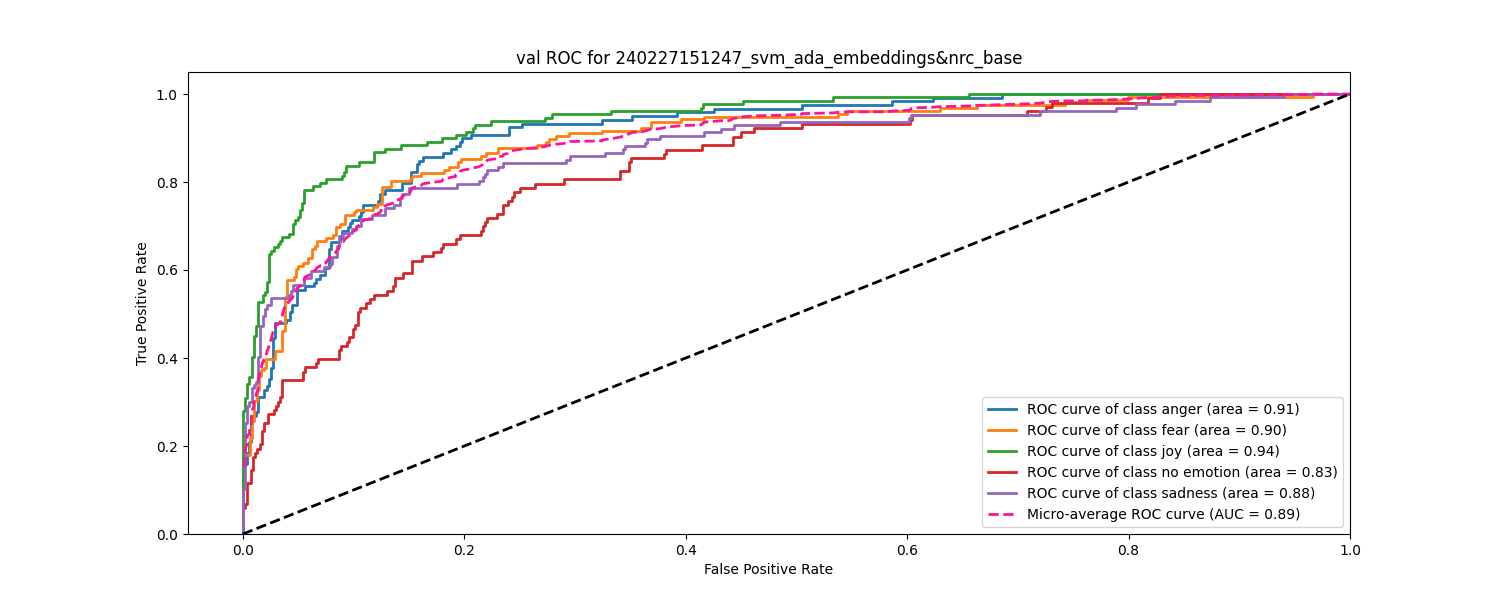 val ROC for 240227151247_svm_ada_embeddings&nrc_base
True Positive Rate
1.0
0.8
0.6
0.4
0.2
0.0
ROC curve of class anger (area = 0.91)
ROC curve of class fear (area = 0.90)
ROC curve of class joy (area = 0.94)
ROC curve of class no emotion (area = 0.83)
ROC curve of class sadness (area = 0.88)
Micro-average ROC curve (AUC = 0.89)
0.0 0.2 0.4 0.6 0.8 1.0
False Positive Rate